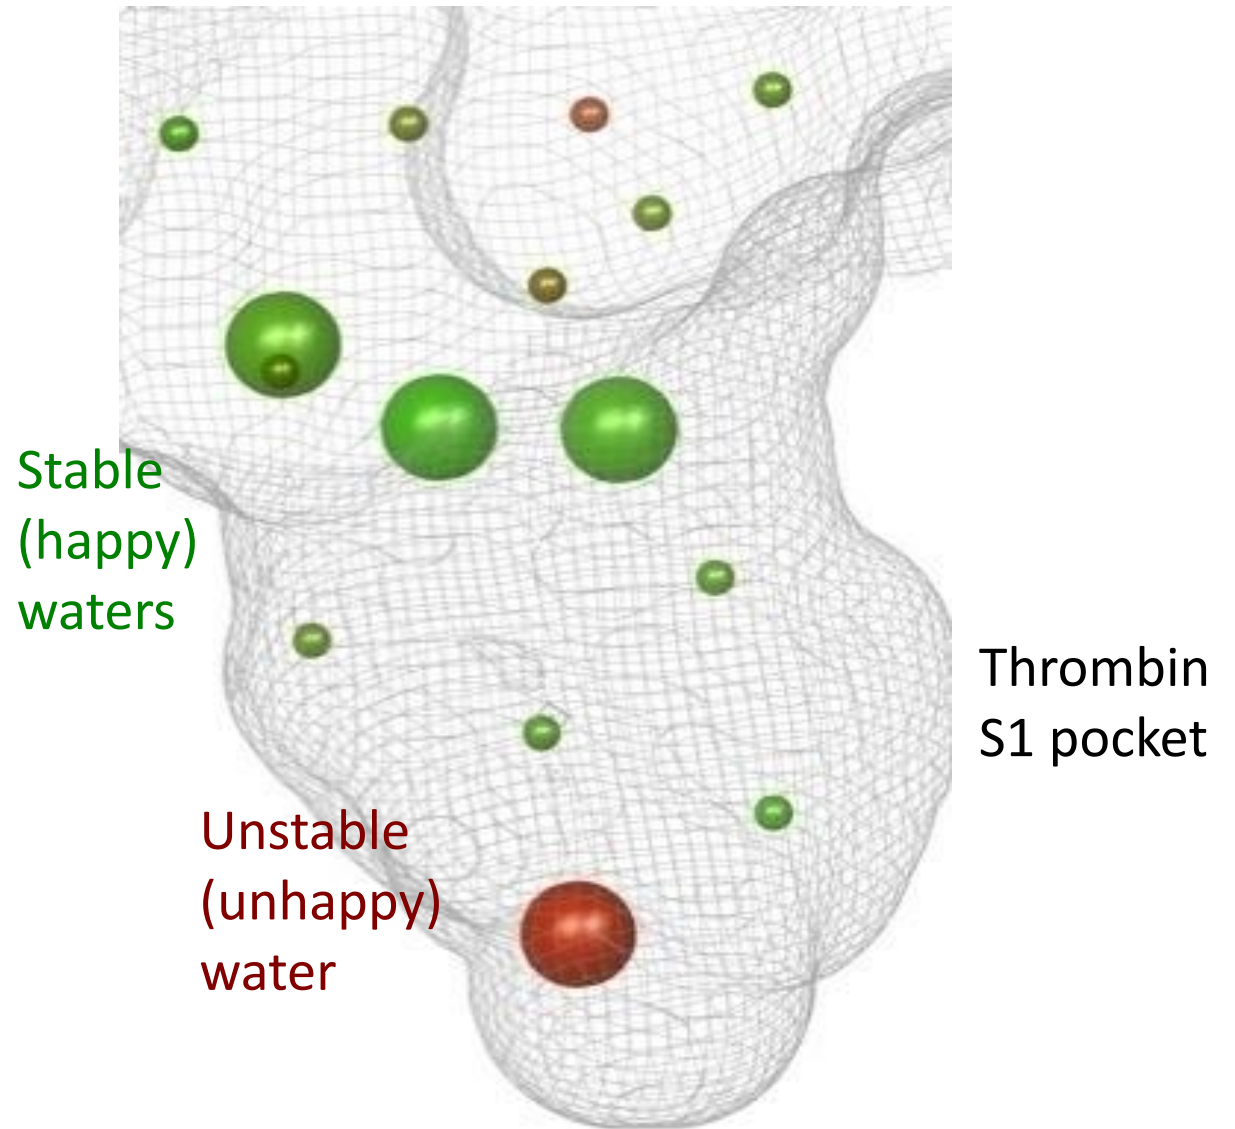 Stable
(happy)
waters
Thrombin
S1 pocket
Unstable
(unhappy)
water